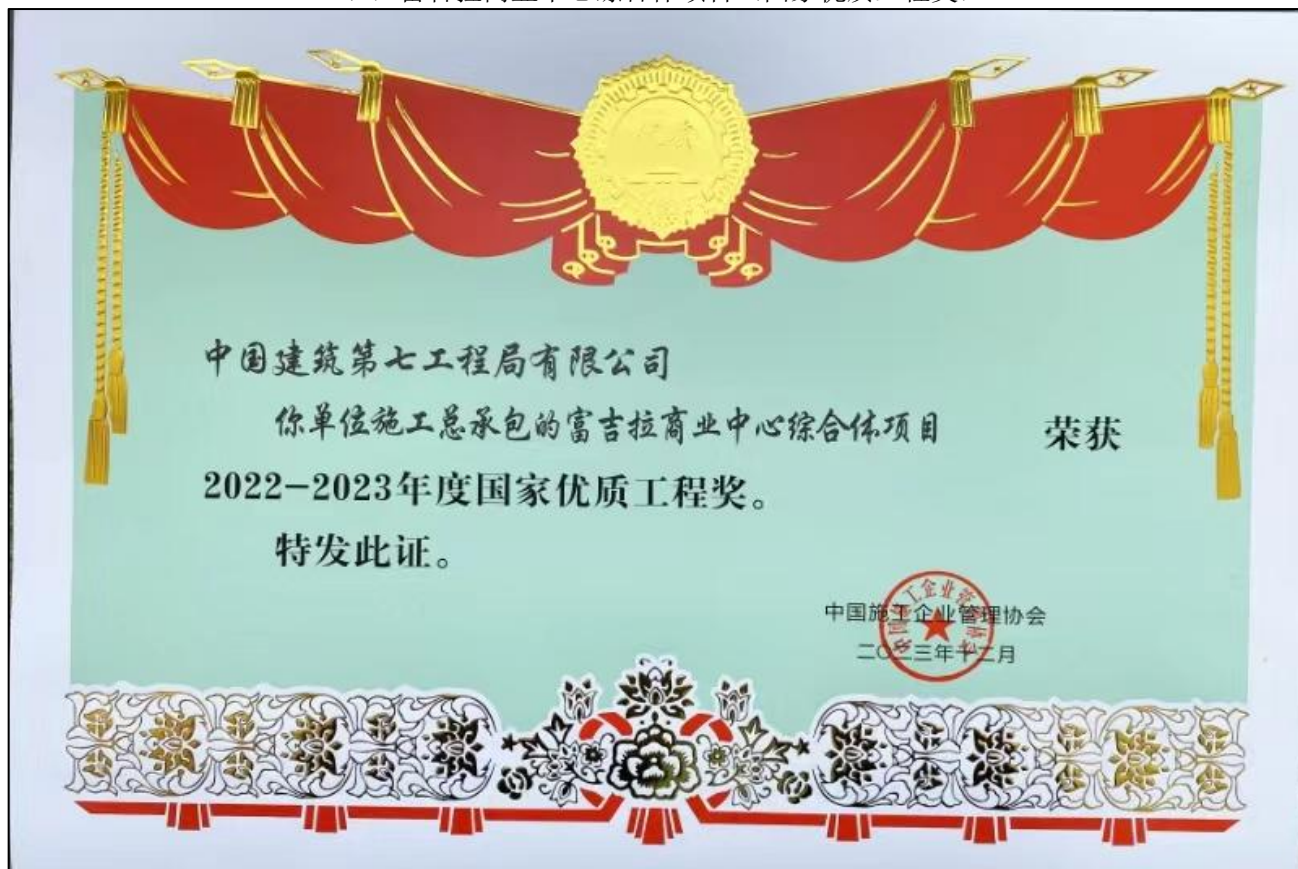 中国建筑第七工程局有限公司
你单位施工总承包的富吉拉商业中心综合体项目 荣获
2022-2023年度国家优质工程奖。
特发此证。
中国施工企业管理协会
二〇二三年十二月